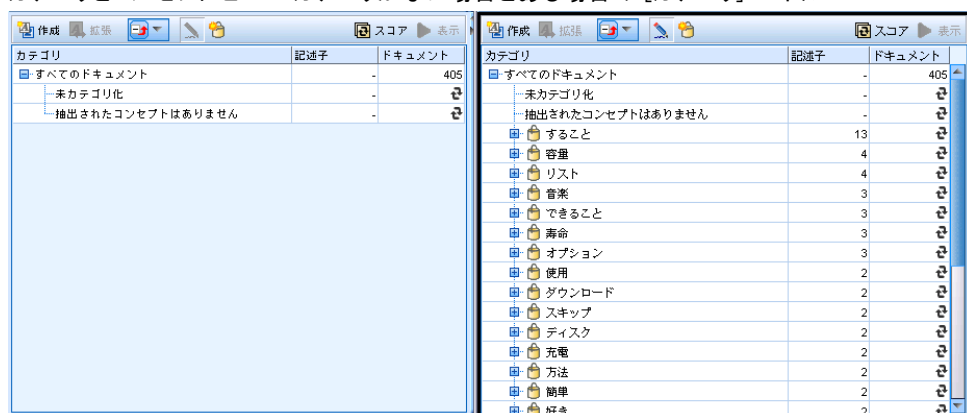 作成 拡張 スコア 表示
カテゴリ 記述子 ドキュメント
すべてのドキュメント - 405
未カテゴリ化 -
抽出されたコンセプトはありません -
作成 拡張 スコア 表示
カテゴリ 記述子 ドキュメント
すべてのドキュメント - 405
未カテゴリ化 -
抽出されたコンセプトはありません -
すること 13
容量 4
リスト 4
音楽 3
できること 3
寿命 3
オプション 3
使用 2
ダウンロード 2
スキップ 2
ディスク 2
充電 2
方法 2
簡単 2
好き 2